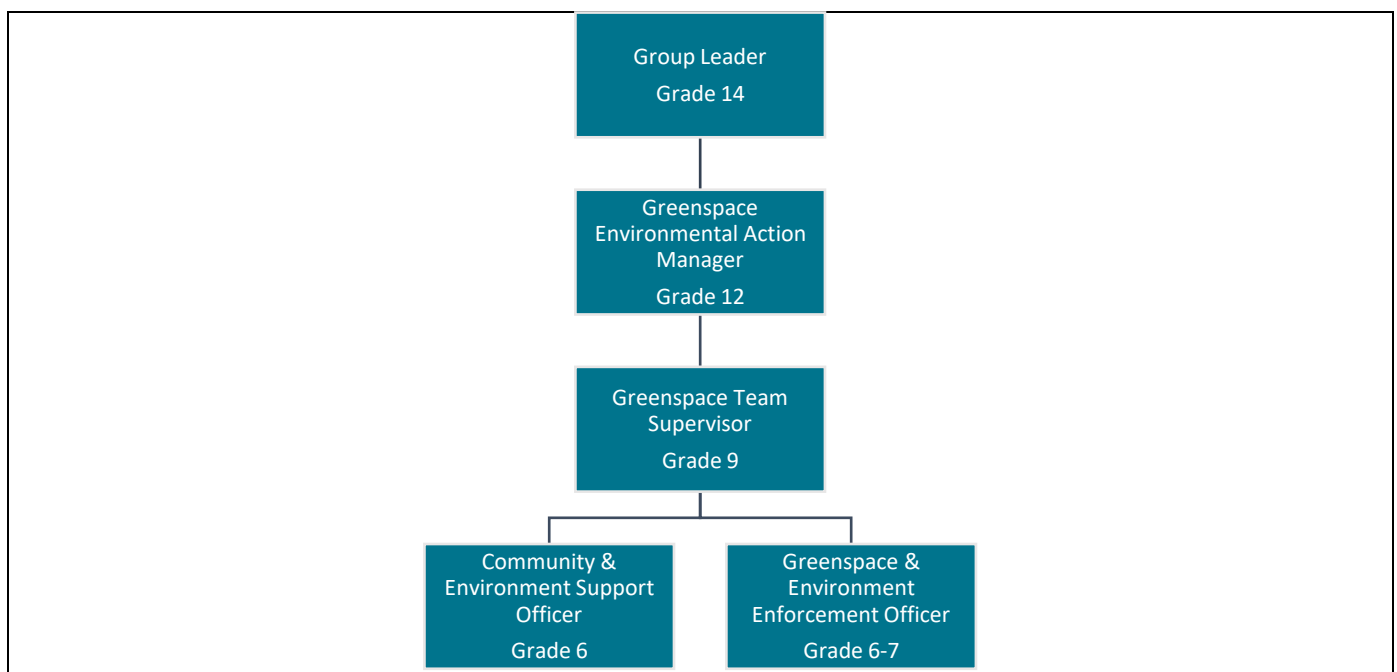 Group Leader
Grade 14
Greenspace
Environmental Action
Manager
Grade 12
Greenspace Team
Supervisor
Grade 9
Community &
Environment Support
Officer
Grade 6
Greenspace &
Environment
Enforcement Officer
Grade 6-7